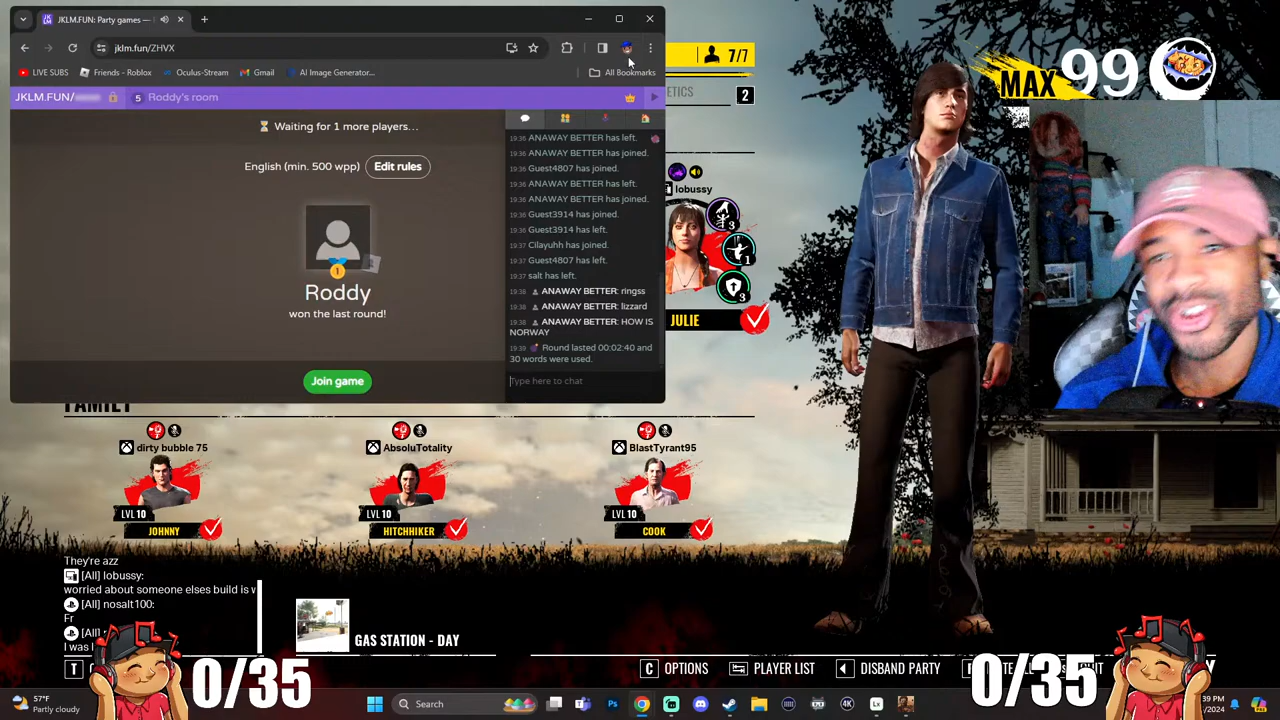 JKLM.FUN: Party games —
jklm.fun/ZHVX
LIVE SUBS
Friends - Roblox
Oculus-Stream
Gmail
AI Image Generator...
All Bookmarks
JKLM.FUN/
5 Roddy's room
Waiting for 1 more players…
English (min. 500 wpp)
Edit rules
1
Roddy
won the last round!
Join game
19:36 ANAWAY BETTER has left.
19:36 ANAWAY BETTER has joined.
19:36 Guest4807 has joined.
19:36 ANAWAY BETTER has left.
19:36 ANAWAY BETTER has joined.
19:36 Guest3914 has joined.
19:36 Guest3914 has left.
19:37 Cilayuhh has joined.
19:37 Guest4807 has left.
19:37 salt has left.
19:38 ANAWAY BETTER: ringss
19:38 ANAWAY BETTER: lizzard
19:38 ANAWAY BETTER: HOW IS
NORWAY
19:39 Round lasted 00:02:40 and
30 words were used.
Type here to chat
7/7
2
lobussy
3
1
3
JULIE
MAX 99
FAMILY
dirty bubble 75
LVL 10
JOHNNY
AbsoluTotality
LVL 10
HITCHHIKER
BlastTyrant95
LVL 10
COOK
They're azz
[All] lobussy:
worried about someone elses build is
[All] nosalt100:
Fr
GAS STATION - DAY
T
C OPTIONS
PLAYER LIST
DISBAND PARTY
0/35
0/35
57°F
Partly cloudy
Search